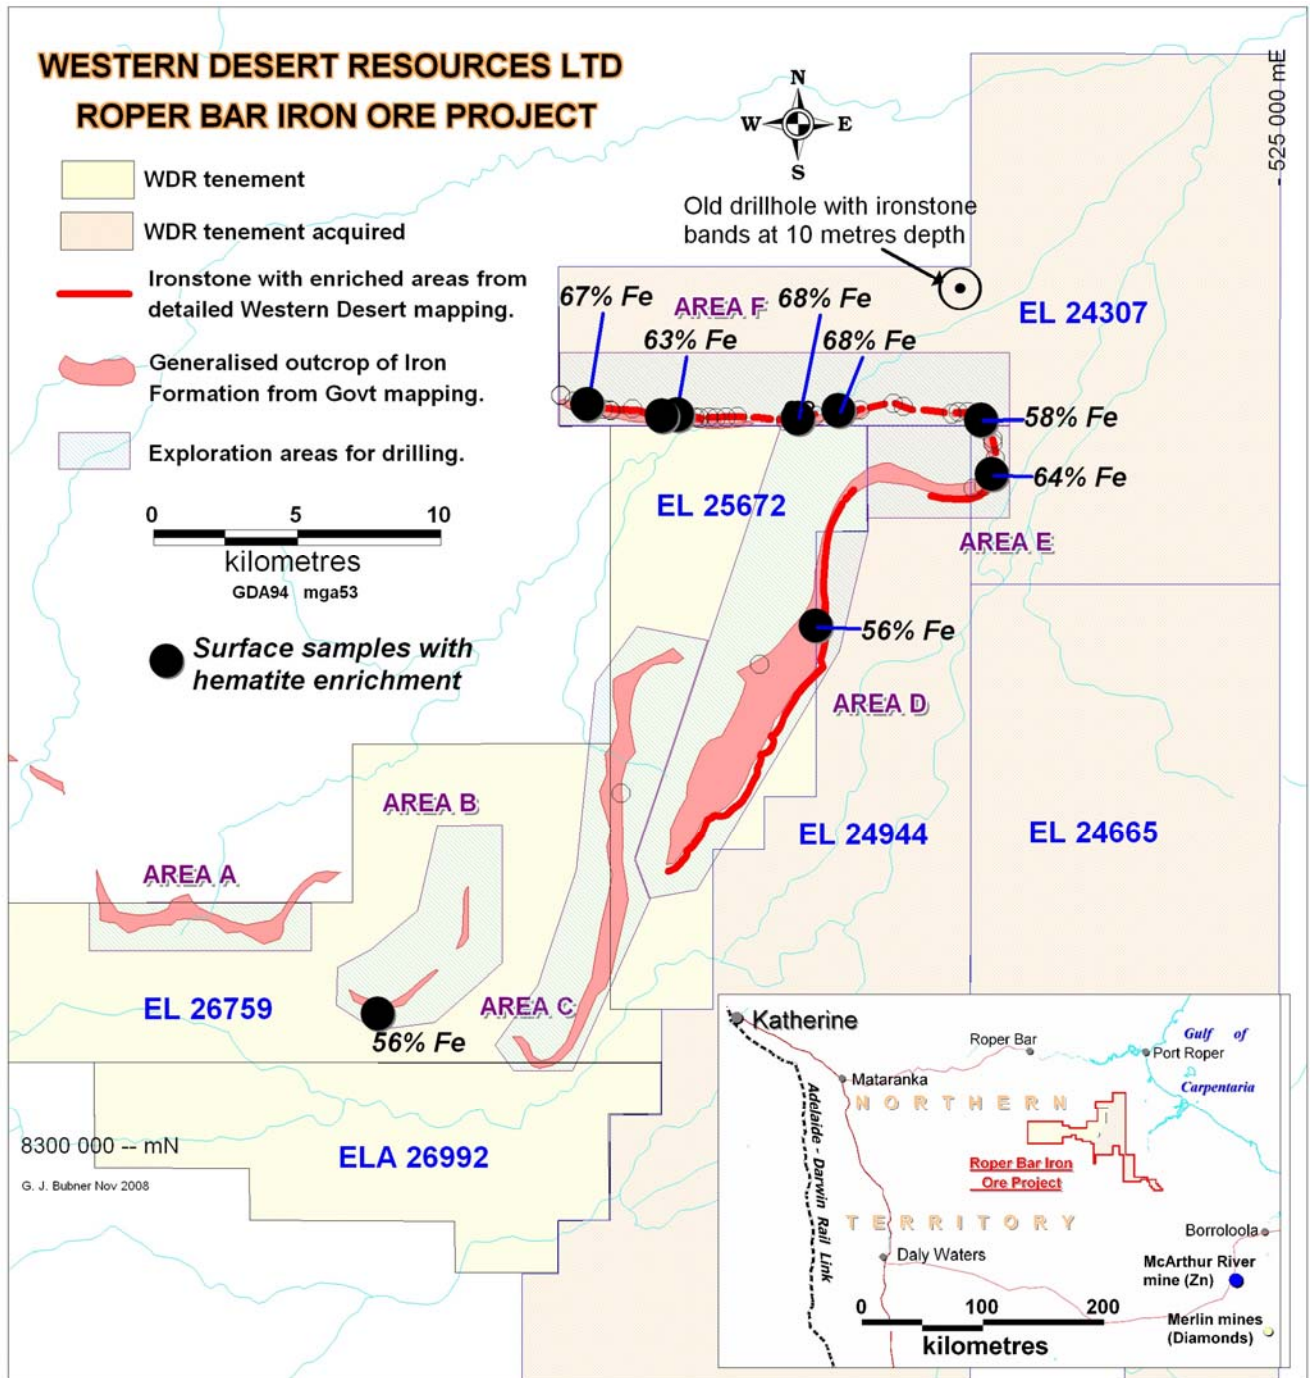 WESTERN DESERT RESOURCES LTD
ROPER BAR IRON ORE PROJECT
WDR tenement
WDR tenement acquired
Ironstone with enriched areas from
detailed Western Desert mapping.
Generalised outcrop of Iron
Formation from Govt mapping.
Exploration areas for drilling.
0 5 10
kilometres
GDA94 mga53
Surface samples with
hematite enrichment
N
W E
S
525 000 mE
Old drillhole with ironstone
bands at 10 metres depth
67% Fe
AREA F
68% Fe
EL 24307
63% Fe
68% Fe
58% Fe
64% Fe
EL 25672
AREA E
56% Fe
AREA D
AREA B
EL 24944
EL 24665
AREA A
EL 26759
AREA C
56% Fe
8300 000 -- mN
ELA 26992
G. J. Bubner Nov 2008
Katherine
Roper Bar
Gulf of
Port Roper
Carpentaria
Mataranka
NORTHERN
Adelaide - Darwin Rail Link
Roper Bar Iron
Ore Project
TERRITORY
Borroloola
Daly Waters
McArthur River
mine (Zn)
0 100 200
kilometres
Merlin mines
(Diamonds)